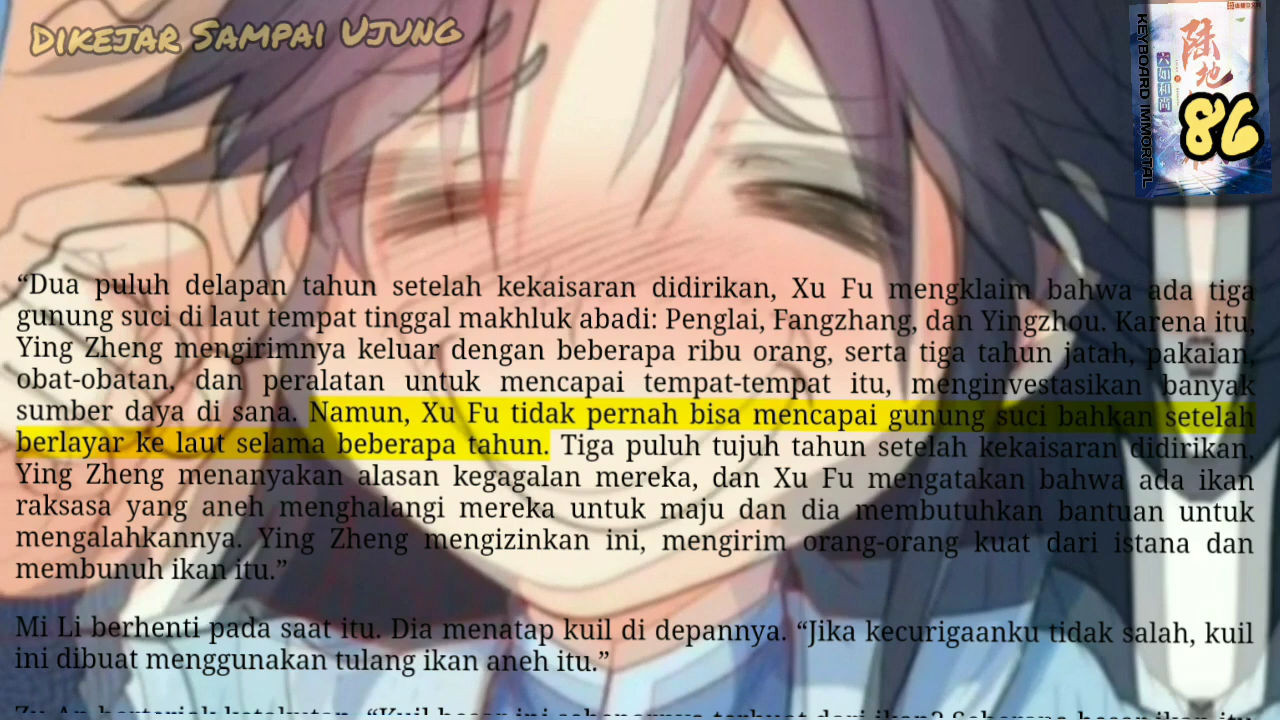 Dikejar Sampai Ujung
KEYBOARD IMMORTAL
陆地
六如和尚
86
“Dua puluh delapan tahun setelah kekaisaran didirikan, Xu Fu mengklaim bahwa ada tiga
gunung suci di laut tempat tinggal makhluk abadi: Penglai, Fangzhang, dan Yingzhou. Karena itu,
Ying Zheng mengirimnya keluar dengan beberapa ribu orang, serta tiga tahun jatah, pakaian,
obat-obatan, dan peralatan untuk mencapai tempat-tempat itu, menginvestasikan banyak
sumber daya di sana. Namun, Xu Fu tidak pernah bisa mencapai gunung suci bahkan setelah
berlayar ke laut selama beberapa tahun. Tiga puluh tujuh tahun setelah kekaisaran didirikan,
Ying Zheng menanyakan alasan kegagalan mereka, dan Xu Fu mengatakan bahwa ada ikan
raksasa yang aneh menghalangi mereka untuk maju dan dia membutuhkan bantuan untuk
mengalahkannya. Ying Zheng mengizinkan ini, mengirim orang-orang kuat dari istana dan
membunuh ikan itu.”
Mi Li berhenti pada saat itu. Dia menatap kuil di depannya. “Jika kecurigaanku tidak salah, kuil
ini dibuat menggunakan tulang ikan aneh itu.”